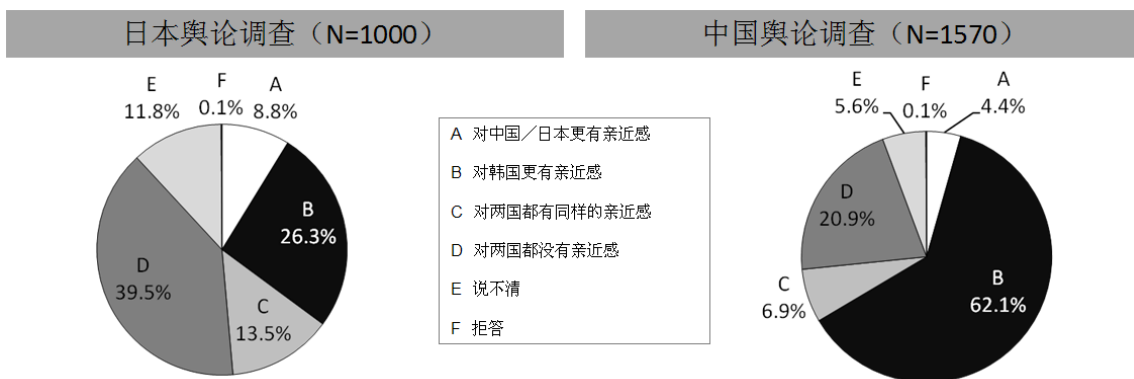 日本舆论调查（N=1000）
E
11.8%
F
0.1%
A
8.8%
B
26.3%
C
13.5%
D
39.5%
A 对中国／日本更有亲近感
B 对韩国更有亲近感
C 对两国都有同样的亲近感
D 对两国都没有亲近感
E 说不清
F 拒答
中国舆论调查（N=1570）
E
5.6%
F
0.1%
A
4.4%
D
20.9%
C
6.9%
B
62.1%